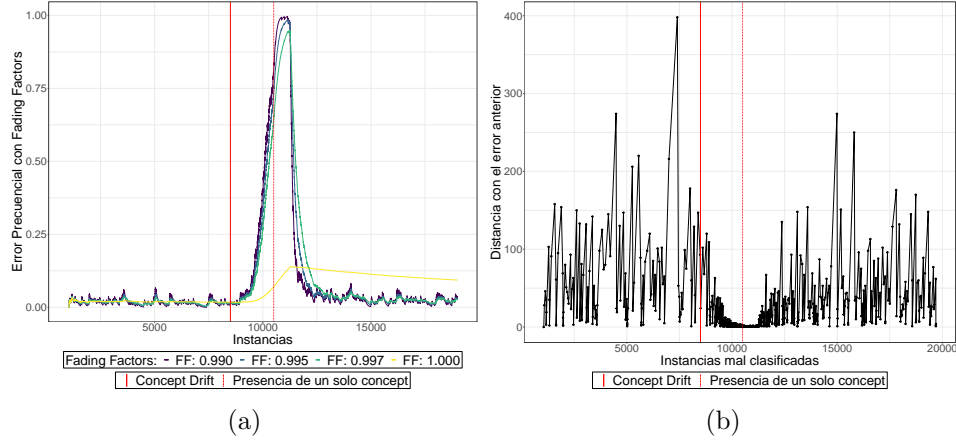 Error Precuencial con Fading Factors
1.00
0.75
0.50
0.25
0.00
5000
10000
15000
Instancias
Fading Factors: FF: 0.990 FF: 0.995 FF: 0.997 FF: 1.000
Concept Drift Presencia de un solo concept
(a)
Distancia con el error anterior
400
300
200
100
0
5000
10000
15000
20000
Instancias mal clasificadas
Concept Drift Presencia de un solo concept
(b)